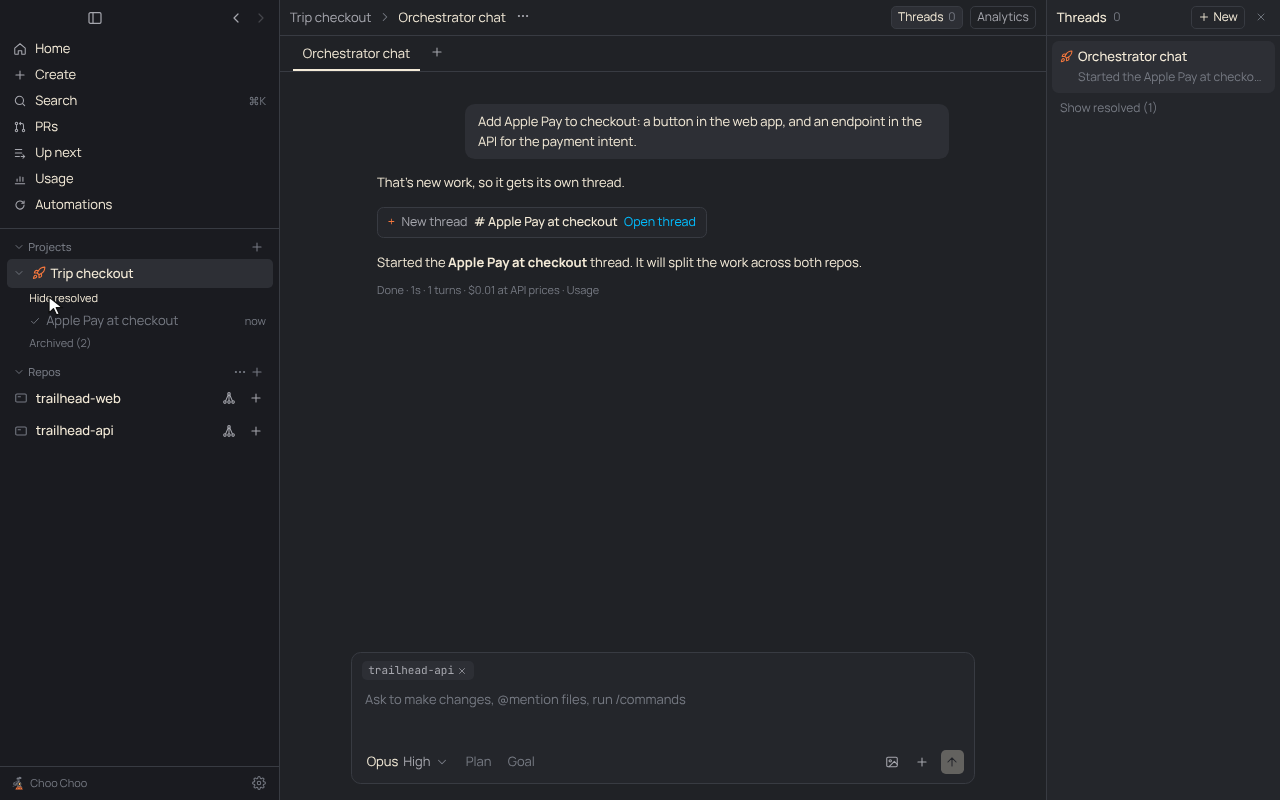 Home
Create
Search ⌘K
PRs
Up next
Usage
Automations
Projects
Trip checkout
Hide resolved
Apple Pay at checkout now
Archived (2)
Repos
trailhead-web
trailhead-api
Choo Choo
Trip checkout > Orchestrator chat ···
Threads 0 Analytics
Orchestrator chat +
Add Apple Pay to checkout: a button in the web app, and an endpoint in the
API for the payment intent.
That's new work, so it gets its own thread.
+ New thread # Apple Pay at checkout Open thread
Started the Apple Pay at checkout thread. It will split the work across both repos.
Done · 1s · 1 turns · $0.01 at API prices · Usage
trailhead-api ×
Ask to make changes, @mention files, run /commands
Opus High Plan Goal
Threads 0 + New ×
Orchestrator chat
Started the Apple Pay at checko...
Show resolved (1)